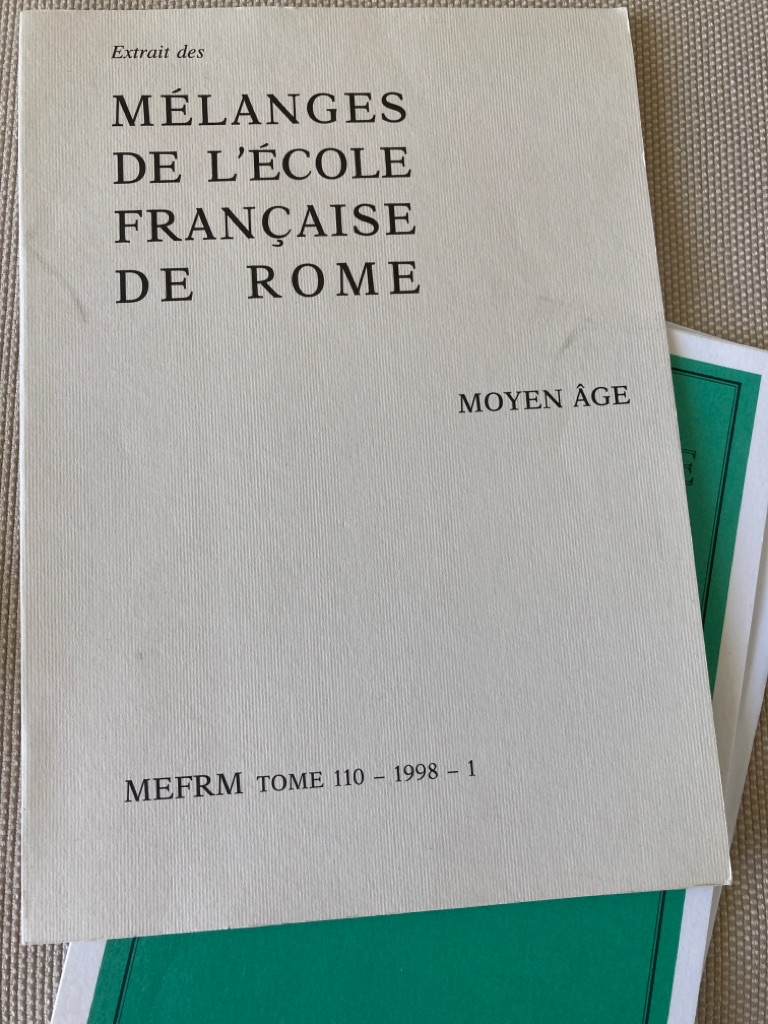 Extrait des
MÉLANGES
DE L'ÉCOLE
FRANÇAISE
DE ROME
MOYEN ÂGE
MEFRM TOME 110 – 1998 – 1